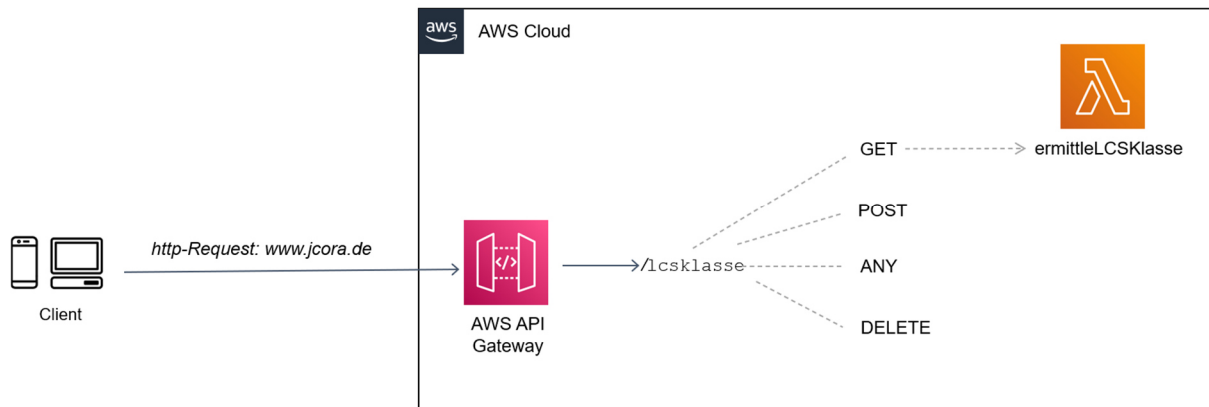 aws
AWS Cloud
ermittleLCSKlasse
GET
POST
http-Request: www.jcora.de
</>
/lcsklasse
ANY
Client
AWS API
Gateway
DELETE